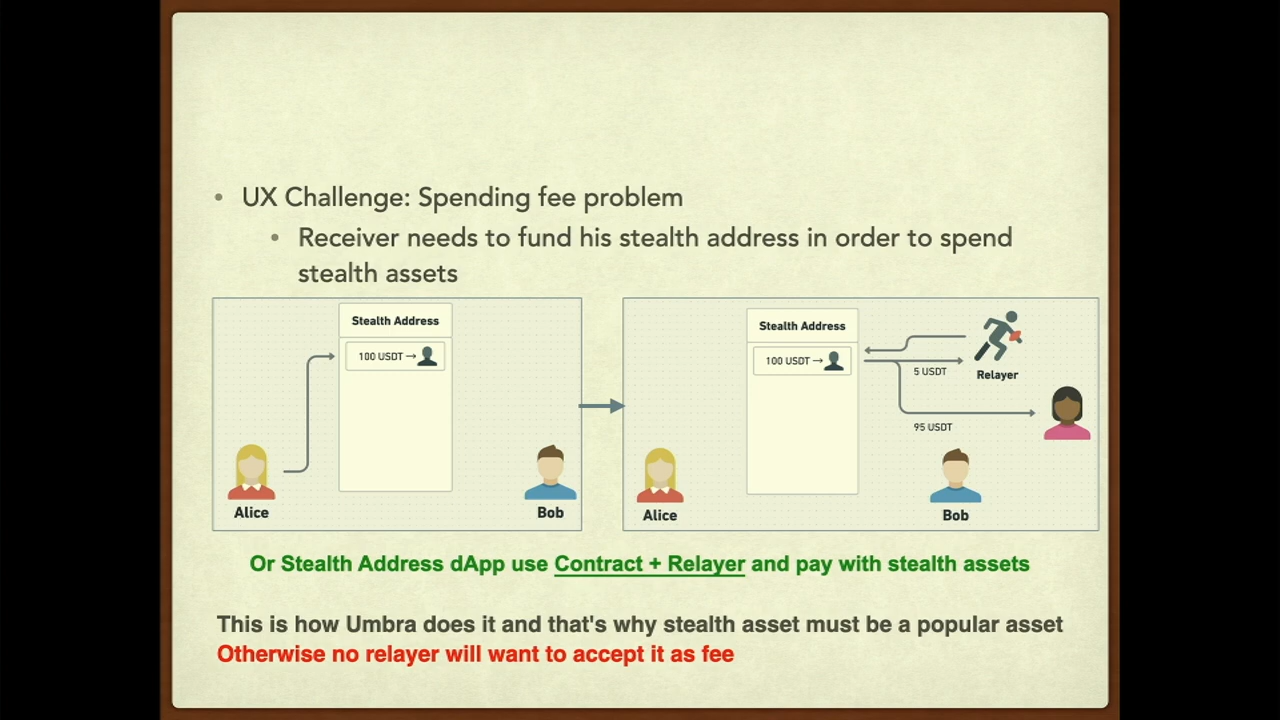 • UX Challenge: Spending fee problem
• Receiver needs to fund his stealth address in order to spend
stealth assets
Stealth Address
100 USDT →
Alice
Bob
Stealth Address
100 USDT →
5 USDT
Relayer
95 USDT
Alice
Bob
Or Stealth Address dApp use Contract + Relayer and pay with stealth assets
This is how Umbra does it and that's why stealth asset must be a popular asset
Otherwise no relayer will want to accept it as fee